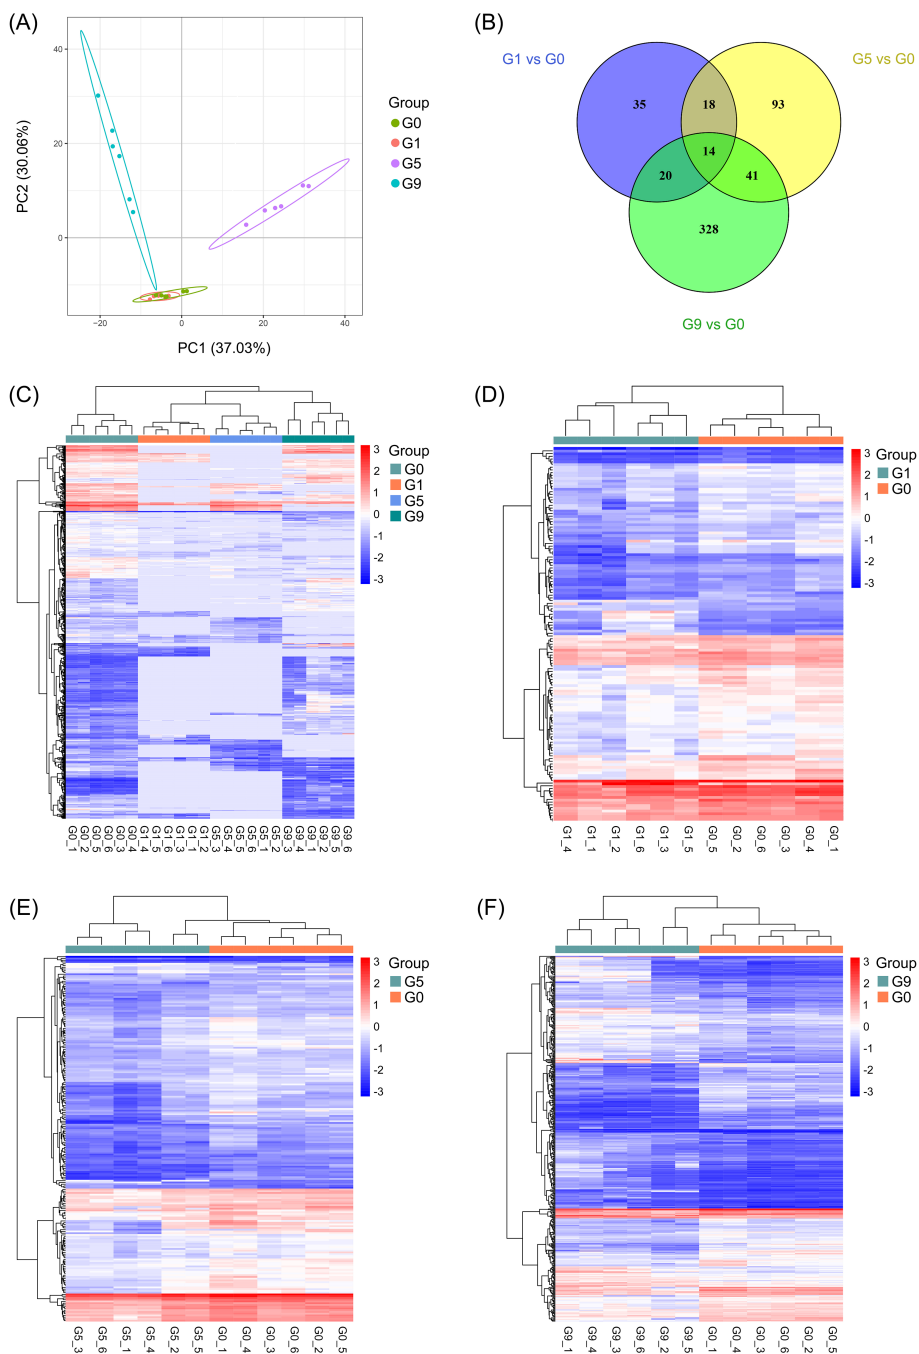 (A)
40
20
0
PC2 (30.06%)
−20
0
20
40
PC1 (37.03%)
Group
G0
G1
G5
G9
(B)
G1 vs G0
G5 vs G0
35
18
93
14
20
41
328
G9 vs G0
(C)
Group
G0
G1
G5
G9
3
2
1
0
-1
-2
-3
G0_1
G0_2
G0_5
G0_6
G0_3
G0_4
G1_4
G1_5
G1_6
G1_3
G1_1
G1_2
G5_3
G5_4
G5_5
G5_6
G5_1
G5_2
G9_3
G9_4
G9_1
G9_2
G9_5
G9_6
(D)
Group
G1
G0
3
2
1
0
-1
-2
-3
G1_4
G1_1
G1_2
G1_6
G1_3
G1_5
G0_5
G0_2
G0_6
G0_3
G0_4
G0_1
(E)
Group
G5
G0
3
2
1
0
-1
-2
-3
G5_3
G5_6
G5_1
G5_4
G5_2
G5_5
G0_1
G0_4
G0_3
G0_6
G0_2
G0_5
(F)
Group
G9
G0
3
2
1
0
-1
-2
-3
G9_1
G9_4
G9_3
G9_6
G9_2
G9_5
G0_1
G0_4
G0_3
G0_6
G0_2
G0_5